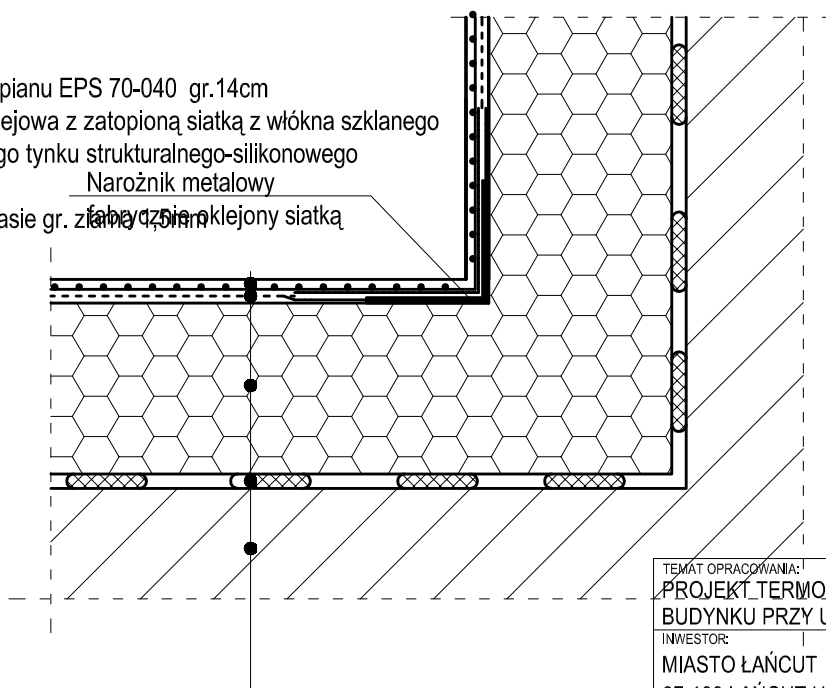 pianu EPS 70-040 gr.14cm
ejowa z zatopioną siatką z włókna szklanego
go tynku strukturalnego-silikonowego
Narożnik metalowy
fabrycznie oklejony siatką
asie gr. ziarna 1,5mm
TEMAT OPRACOWANIA:
PROJEKT TERMO
BUDYNKU PRZY U
INWESTOR:
MIASTO ŁAŃCUT